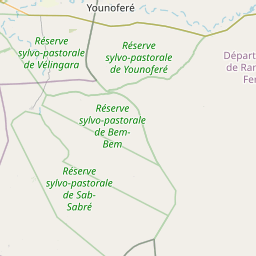 Younoferé
Réserve
sylvo-pastorale
de Vélingara
Réserve
sylvo-pastorale
de Younoferé
Départ
de Ran
Fer
Réserve
sylvo-pastorale
de Bem-
Bem
Réserve
sylvo-pastorale
de Sab-
Sabré